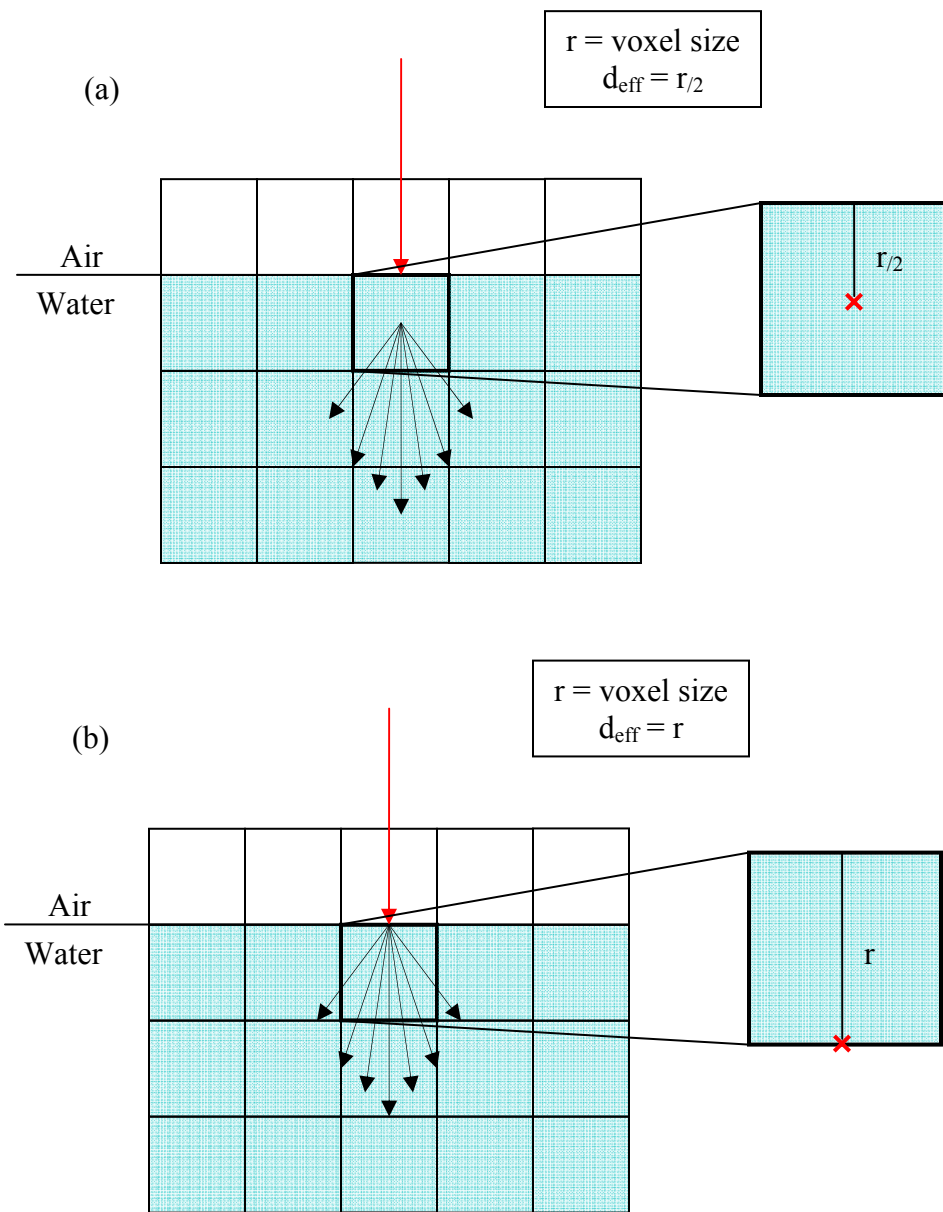 r = voxel size
d_eff = r/2
(a)
Air
Water
r/2
r = voxel size
d_eff = r
(b)
Air
Water
r